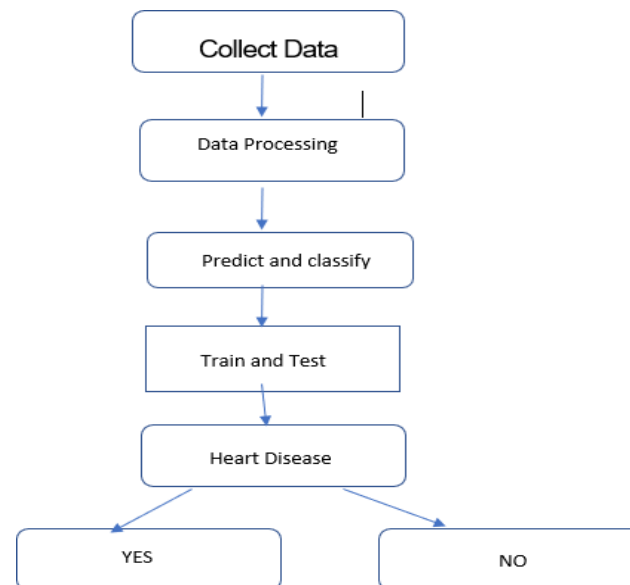 Collect Data
Data Processing
Predict and classify
Train and Test
Heart Disease
YES
NO